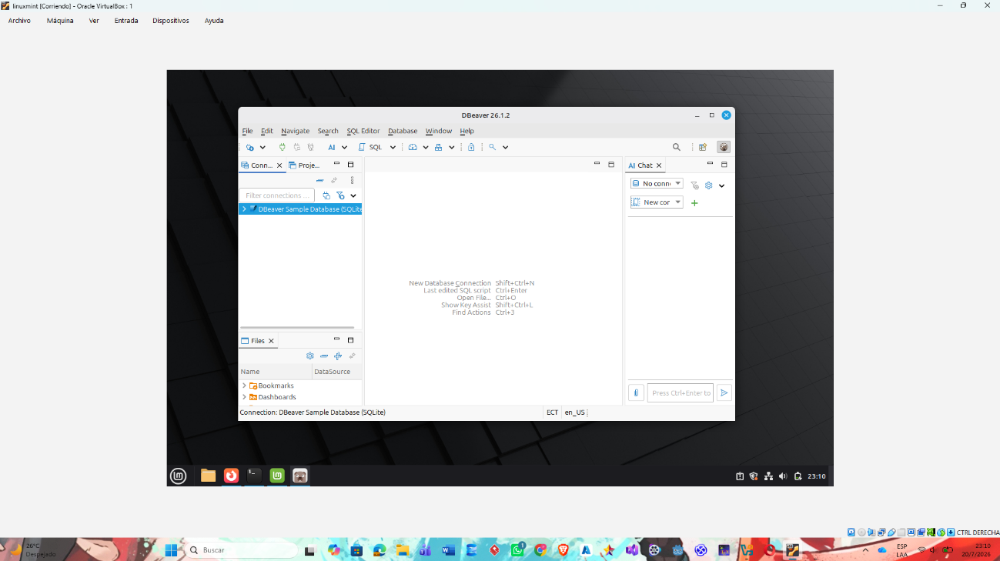 linuxmint [Corriendo] - Oracle VirtualBox : 1
Archivo Máquina Ver Entrada Dispositivos Ayuda
DBeaver 26.1.2
File Edit Navigate Search SQL Editor Database Window Help
AI SQL
Conn... Proje...
AI Chat
Filter connections ...
No conn
DBeaver Sample Database (SQLite
New cor
New Database Connection Shift+Ctrl+N
Last edited SQL script Ctrl+Enter
Open File... Ctrl+O
Show Key Assist Shift+Ctrl+L
Find Actions Ctrl+3
Files
Name DataSource
Bookmarks
Dashboards
Press Ctrl+Enter to
Connection: DBeaver Sample Database (SQLite) ECT en_US
23:10
CTRL DERECHA
26°C
Despejado
Buscar
1
ESP
LAA
23:10
20/7/2026